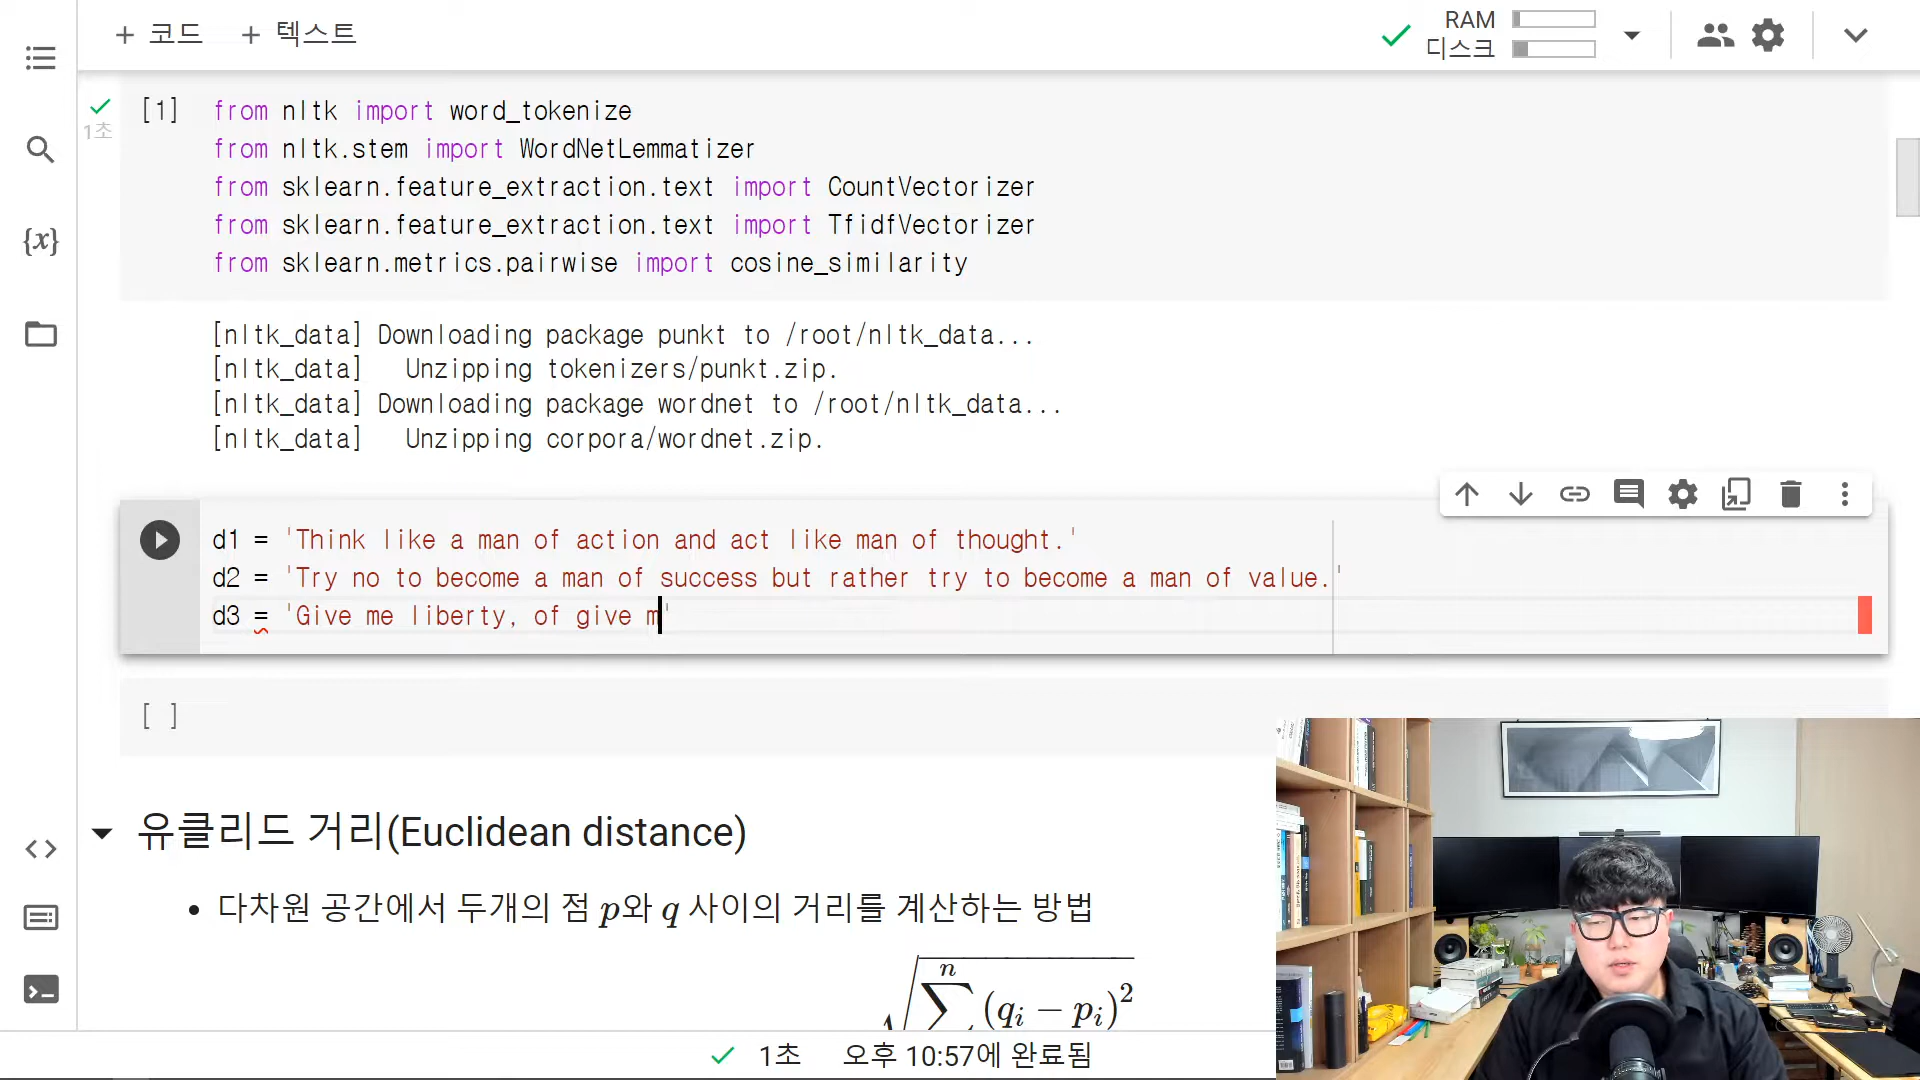 + 코드 + 텍스트
RAM
디스크
[1] from nltk import word_tokenize
1초
from nltk.stem import WordNetLemmatizer
from sklearn.feature_extraction.text import CountVectorizer
from sklearn.feature_extraction.text import TfidfVectorizer
from sklearn.metrics.pairwise import cosine_similarity
{x}
[nltk_data] Downloading package punkt to /root/nltk_data...
[nltk_data]   Unzipping tokenizers/punkt.zip.
[nltk_data] Downloading package wordnet to /root/nltk_data...
[nltk_data]   Unzipping corpora/wordnet.zip.
d1 = 'Think like a man of action and act like man of thought.'
d2 = 'Try no to become a man of success but rather try to become a man of value.'
d3 = 'Give me liberty, of give m'
[ ]
유클리드 거리(Euclidean distance)
• 다차원 공간에서 두개의 점 p와 q 사이의 거리를 계산하는 방법
√∑ⁿ (qᵢ − pᵢ)²
1초 오후 10:57에 완료됨